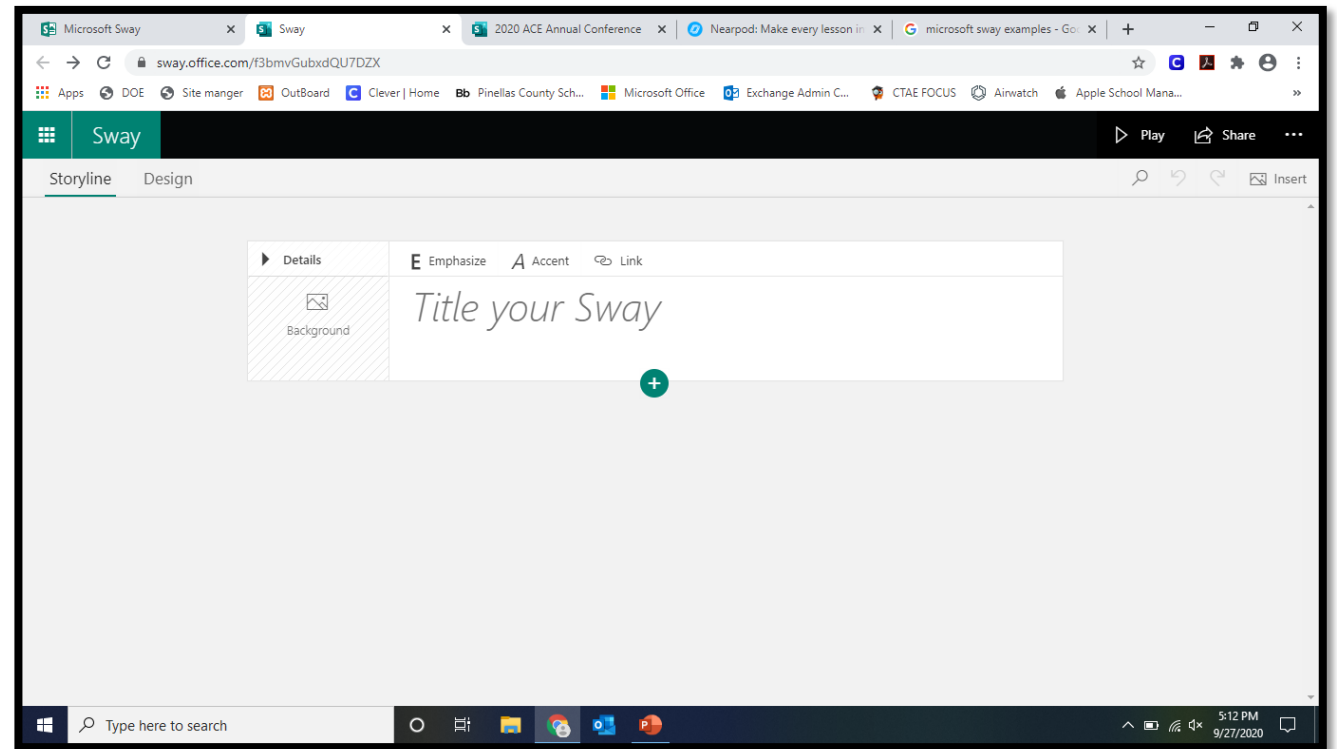 Microsoft Sway Sway 2020 ACE Annual Conference Nearpod: Make every lesson in microsoft sway examples - Goo
sway.office.com/f3bmvGubxdQU7DZX
Apps DOE Site manger OutBoard Clever | Home Bb Pinellas County Sch... Microsoft Office Exchange Admin C... CTAE FOCUS Airwatch Apple School Mana... »
Sway Play Share ...
Storyline Design Insert
Details E Emphasize A Accent Link
Title your Sway
Background
Type here to search
5:12 PM
9/27/2020